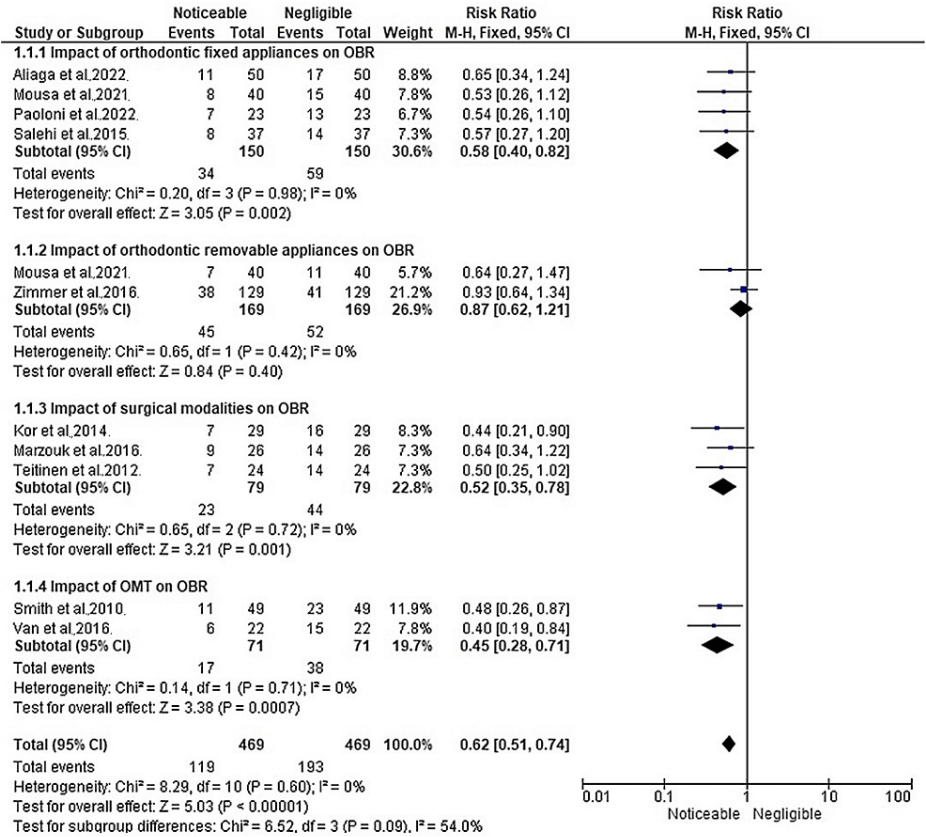 Noticeable Negligible Risk Ratio Risk Ratio
Study or Subgroup Events Total Events Total Weight M-H, Fixed, 95% CI M-H, Fixed, 95% CI
1.1.1 Impact of orthodontic fixed appliances on OBR
Aliaga et al.,2022. 11 50 17 50 8.8% 0.65 [0.34, 1.24]
Mousa et al.,2021. 8 40 15 40 7.8% 0.53 [0.26, 1.12]
Paoloni et al.,2022. 7 23 13 23 6.7% 0.54 [0.26, 1.10]
Salehi et al.,2015. 8 37 14 37 7.3% 0.57 [0.27, 1.20]
Subtotal (95% CI) 150 150 30.6% 0.58 [0.40, 0.82]
Total events 34 59
Heterogeneity: Chi² = 0.20, df = 3 (P = 0.98); I² = 0%
Test for overall effect: Z = 3.05 (P = 0.002)
1.1.2 Impact of orthodontic removable appliances on OBR
Mousa et al.,2021. 7 40 11 40 5.7% 0.64 [0.27, 1.47]
Zimmer et al.,2016. 38 129 41 129 21.2% 0.93 [0.64, 1.34]
Subtotal (95% CI) 169 169 26.9% 0.87 [0.62, 1.21]
Total events 45 52
Heterogeneity: Chi² = 0.65, df = 1 (P = 0.42); I² = 0%
Test for overall effect: Z = 0.84 (P = 0.40)
1.1.3 Impact of surgical modalities on OBR
Kor et al.,2014. 7 29 16 29 8.3% 0.44 [0.21, 0.90]
Marzouk et al.,2016. 9 26 14 26 7.3% 0.64 [0.34, 1.22]
Teitinen et al.,2012. 7 24 14 24 7.3% 0.50 [0.25, 1.02]
Subtotal (95% CI) 79 79 22.8% 0.52 [0.35, 0.78]
Total events 23 44
Heterogeneity: Chi² = 0.65, df = 2 (P = 0.72); I² = 0%
Test for overall effect: Z = 3.21 (P = 0.001)
1.1.4 Impact of OMT on OBR
Smith et al.,2010. 11 49 23 49 11.9% 0.48 [0.26, 0.87]
Van et al.,2016. 6 22 15 22 7.8% 0.40 [0.19, 0.84]
Subtotal (95% CI) 71 71 19.7% 0.45 [0.28, 0.71]
Total events 17 38
Heterogeneity: Chi² = 0.14, df = 1 (P = 0.71); I² = 0%
Test for overall effect: Z = 3.38 (P = 0.0007)
Total (95% CI) 469 469 100.0% 0.62 [0.51, 0.74]
Total events 119 193
Heterogeneity: Chi² = 8.29, df = 10 (P = 0.60); I² = 0%
Test for overall effect: Z = 5.03 (P < 0.00001)
Test for subgroup differences: Chi² = 6.52, df = 3 (P = 0.09), I² = 54.0%
0.01 0.1 1 10 100
Noticeable Negligible